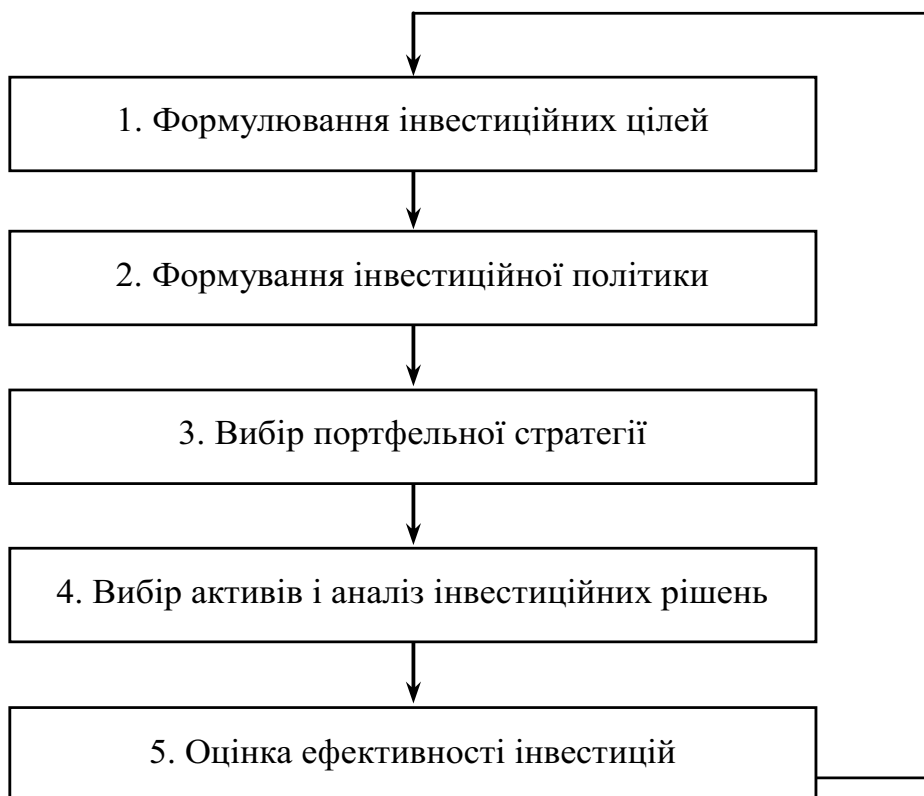 1. Формулювання інвестиційних цілей
2. Формування інвестиційної політики
3. Вибір портфельної стратегії
4. Вибір активів і аналіз інвестиційних рішень
5. Оцінка ефективності інвестицій